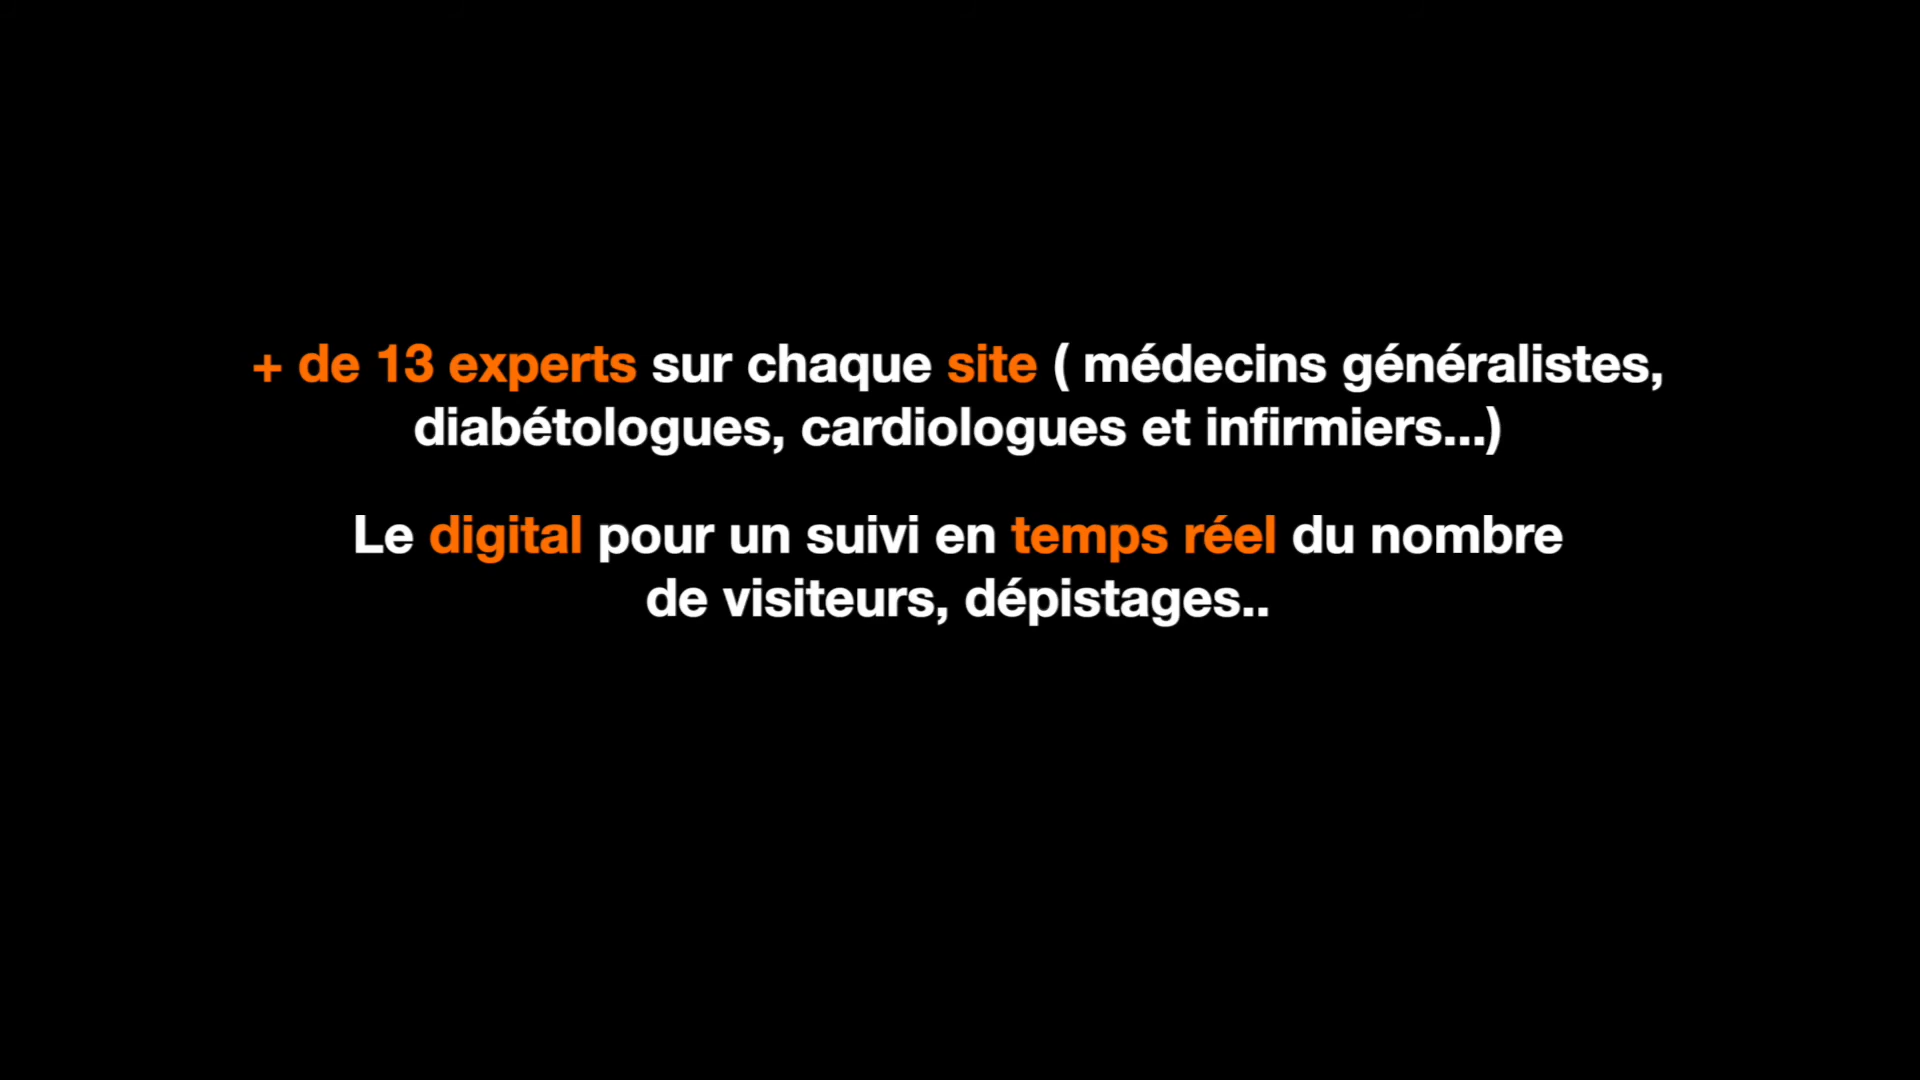 + de 13 experts sur chaque site ( médecins généralistes,
diabétologues, cardiologues et infirmiers...)
Le digital pour un suivi en temps réel du nombre
de visiteurs, dépistages..